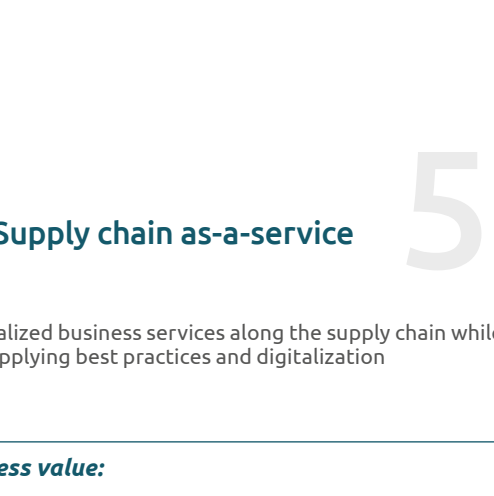 5
Supply chain as-a-service
alized business services along the supply chain while
pplying best practices and digitalization
ess value: